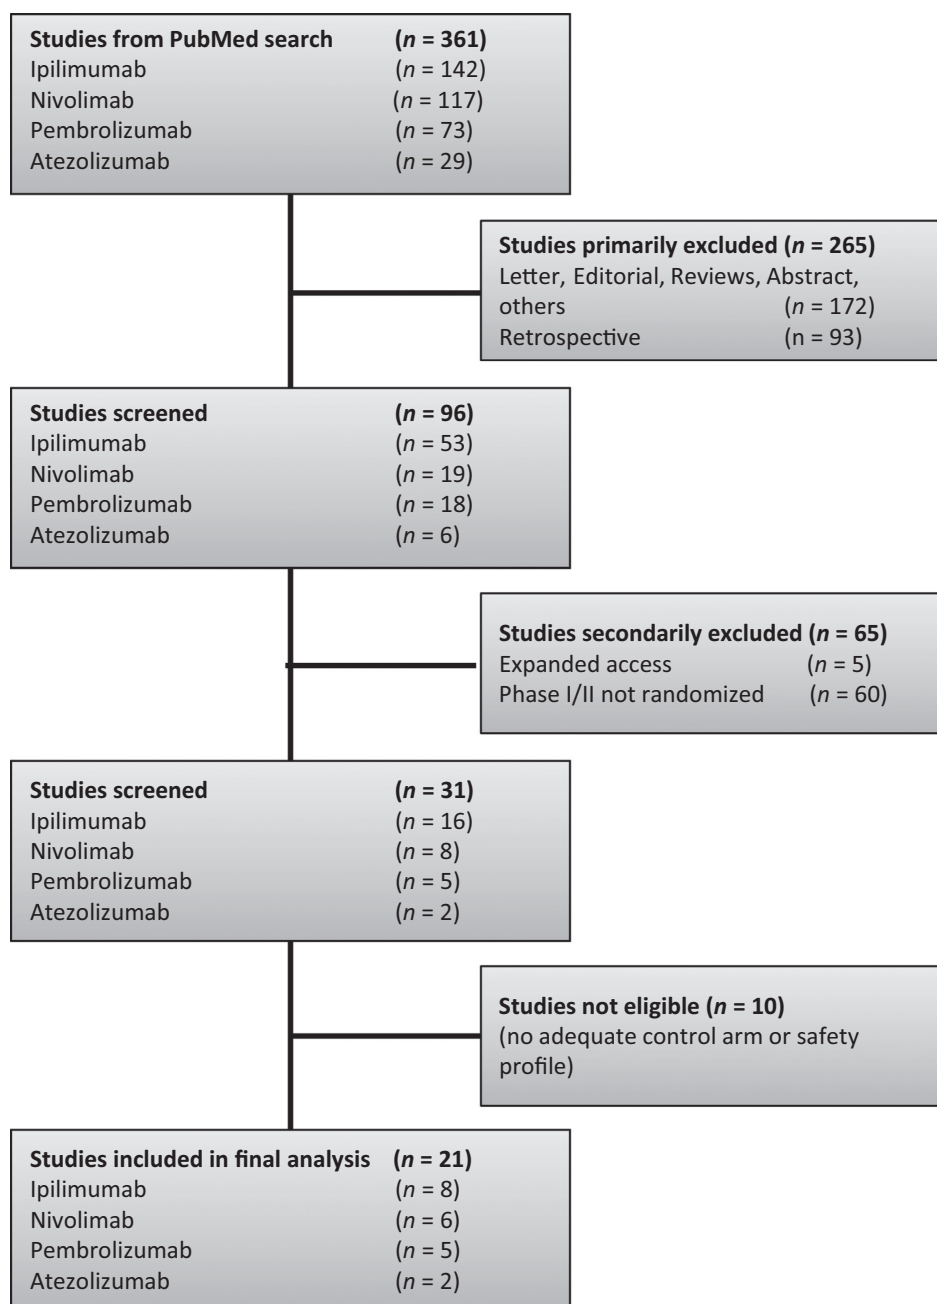 Studies from PubMed search (n = 361)
Ipilimumab (n = 142)
Nivolimab (n = 117)
Pembrolizumab (n = 73)
Atezolizumab (n = 29)
Studies primarily excluded (n = 265)
Letter, Editorial, Reviews, Abstract,
others (n = 172)
Retrospective (n = 93)
Studies screened (n = 96)
Ipilimumab (n = 53)
Nivolimab (n = 19)
Pembrolizumab (n = 18)
Atezolizumab (n = 6)
Studies secondarily excluded (n = 65)
Expanded access (n = 5)
Phase I/II not randomized (n = 60)
Studies screened (n = 31)
Ipilimumab (n = 16)
Nivolimab (n = 8)
Pembrolizumab (n = 5)
Atezolizumab (n = 2)
Studies not eligible (n = 10)
(no adequate control arm or safety
profile)
Studies included in final analysis (n = 21)
Ipilimumab (n = 8)
Nivolimab (n = 6)
Pembrolizumab (n = 5)
Atezolizumab (n = 2)